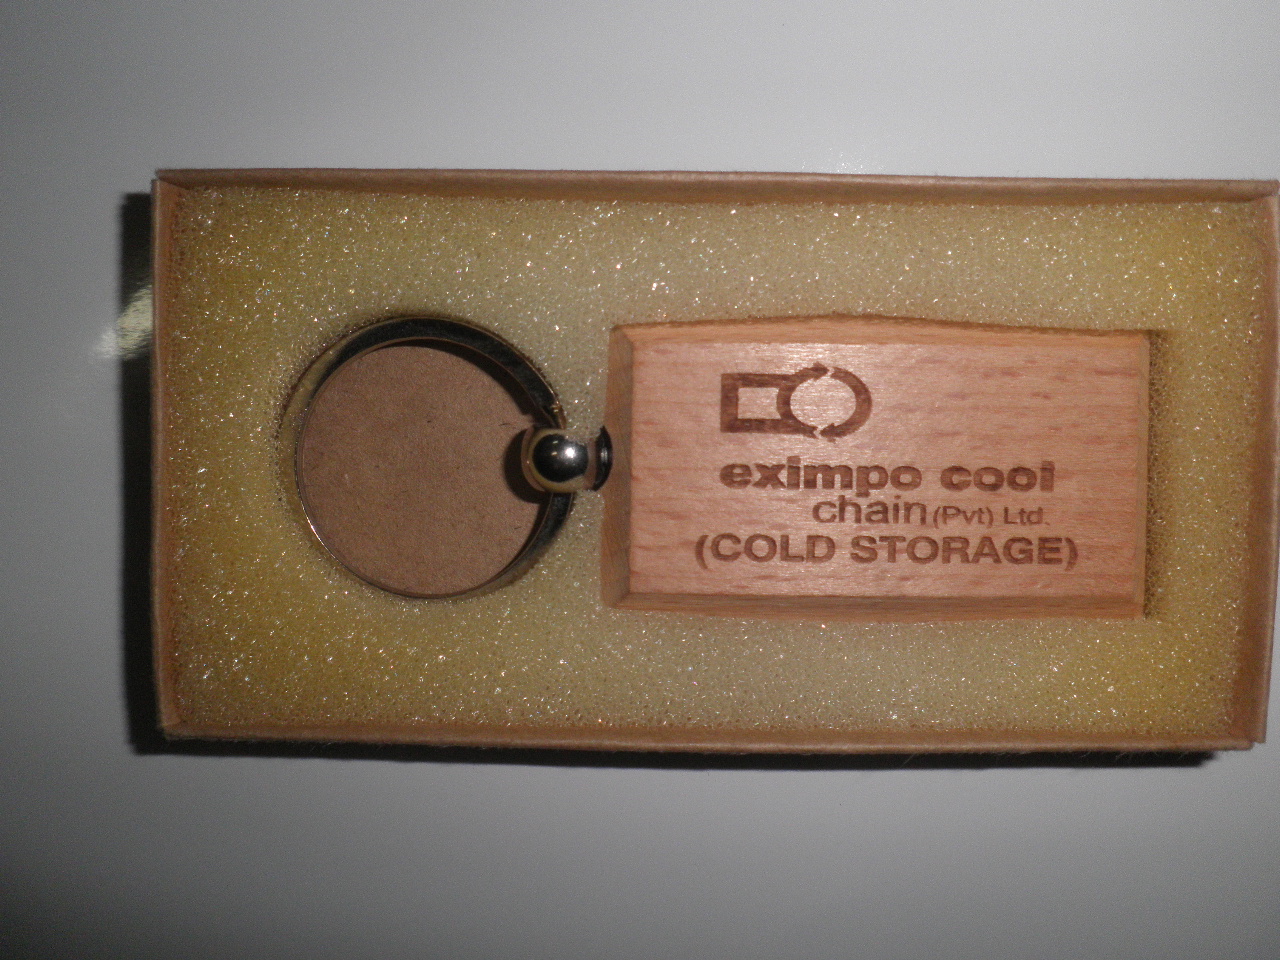 eximpo cool
chain (Pvt) Ltd.
(COLD STORAGE)